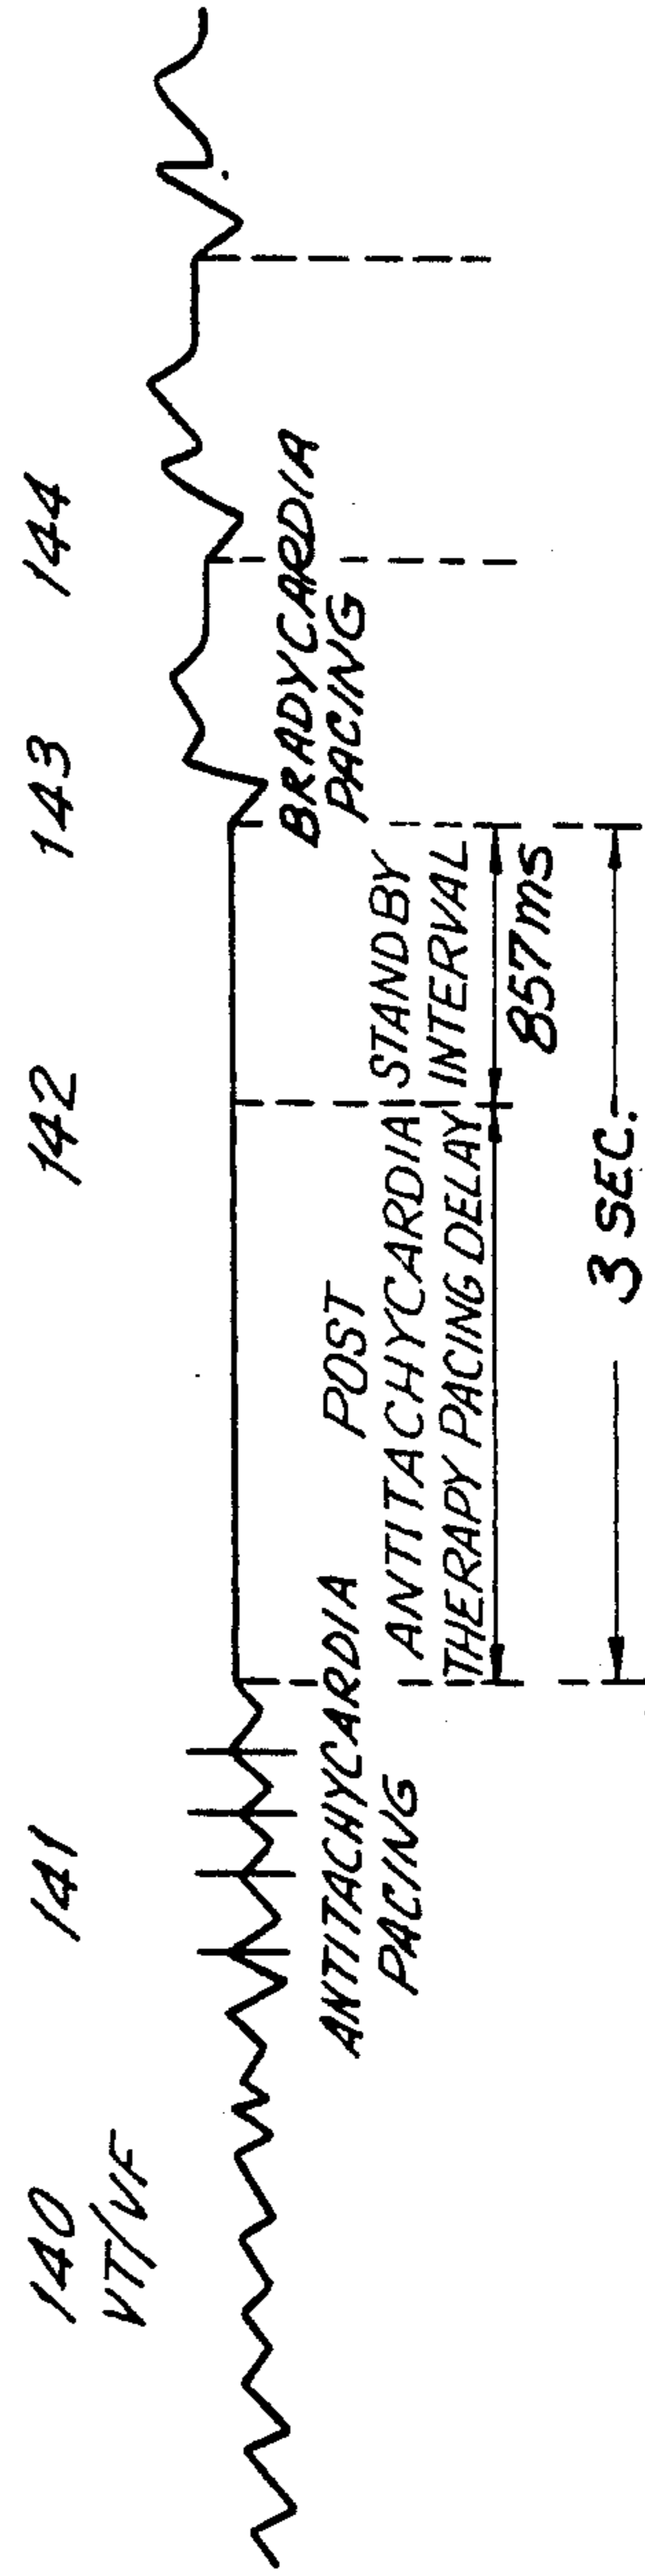 140
VT/VF
141
142
143
144
ANTITACHYCARDIA
PACING
POST
ANTITACHYCARDIA
THERAPY PACING DELAY
STANDBY
INTERVAL
857ms
3 SEC.
BRADYCARDIA
PACING